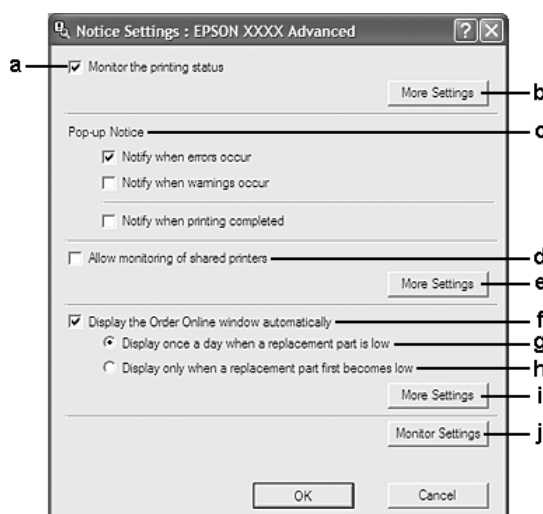 Notice Settings : EPSON XXXX Advanced
a
Monitor the printing status
More Settings
b
Pop-up Notice
c
Notify when errors occur
Notify when warnings occur
Notify when printing completed
Allow monitoring of shared printers
d
More Settings
e
Display the Order Online window automatically
f
Display once a day when a replacement part is low
g
Display only when a replacement part first becomes low
h
More Settings
i
Monitor Settings
j
OK
Cancel